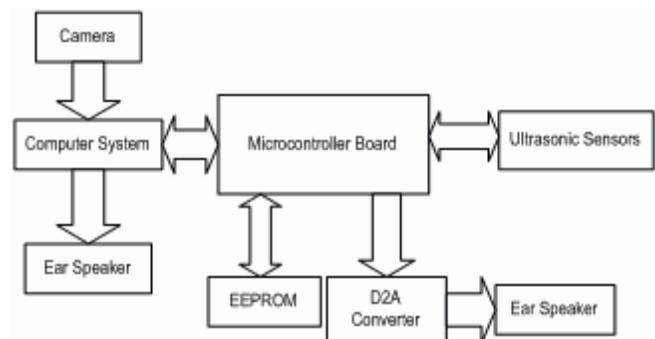 Camera
Computer System
Microcontroller Board
Ultrasonic Sensors
Ear Speaker
EEPROM
D2A
Converter
Ear Speaker